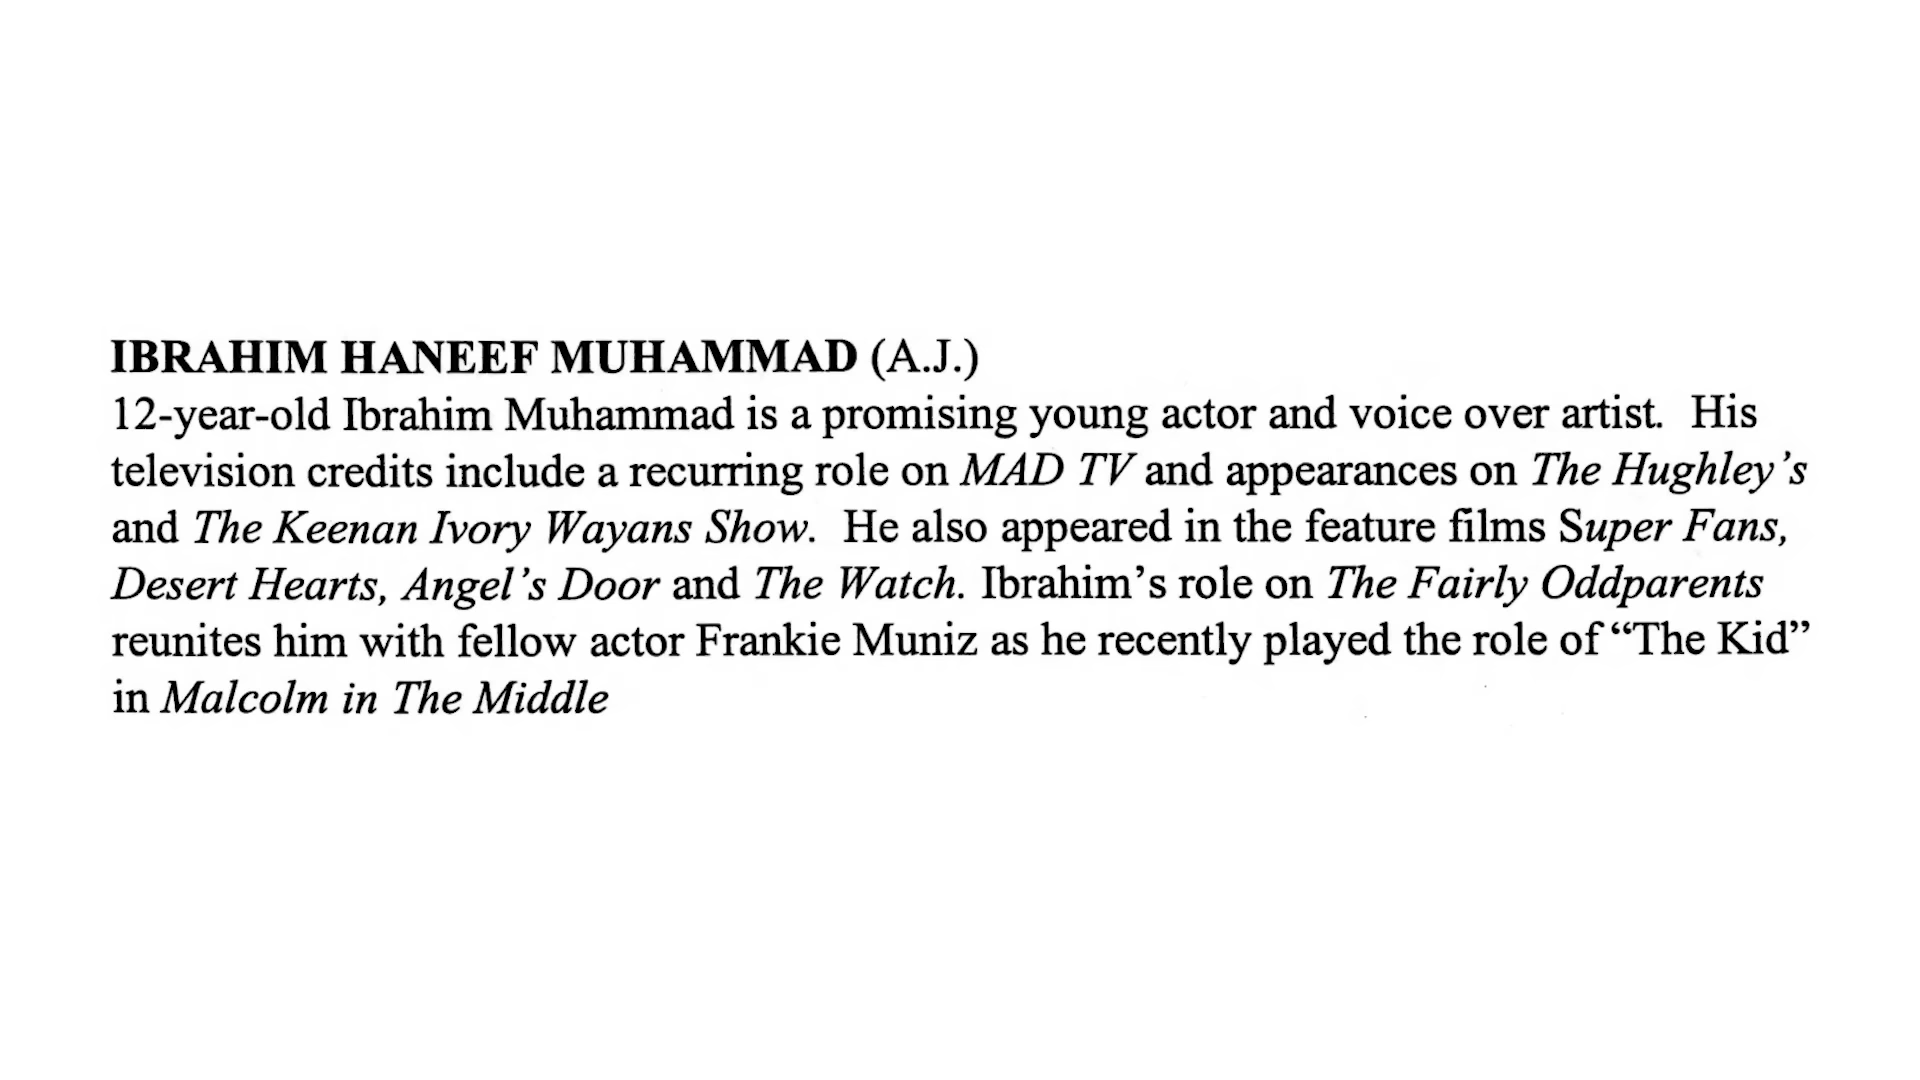 IBRAHIM HANEEF MUHAMMAD (A.J.)
12-year-old Ibrahim Muhammad is a promising young actor and voice over artist.  His
television credits include a recurring role on MAD TV and appearances on The Hughley’s
and The Keenan Ivory Wayans Show.  He also appeared in the feature films Super Fans,
Desert Hearts, Angel’s Door and The Watch. Ibrahim’s role on The Fairly Oddparents
reunites him with fellow actor Frankie Muniz as he recently played the role of “The Kid”
in Malcolm in The Middle